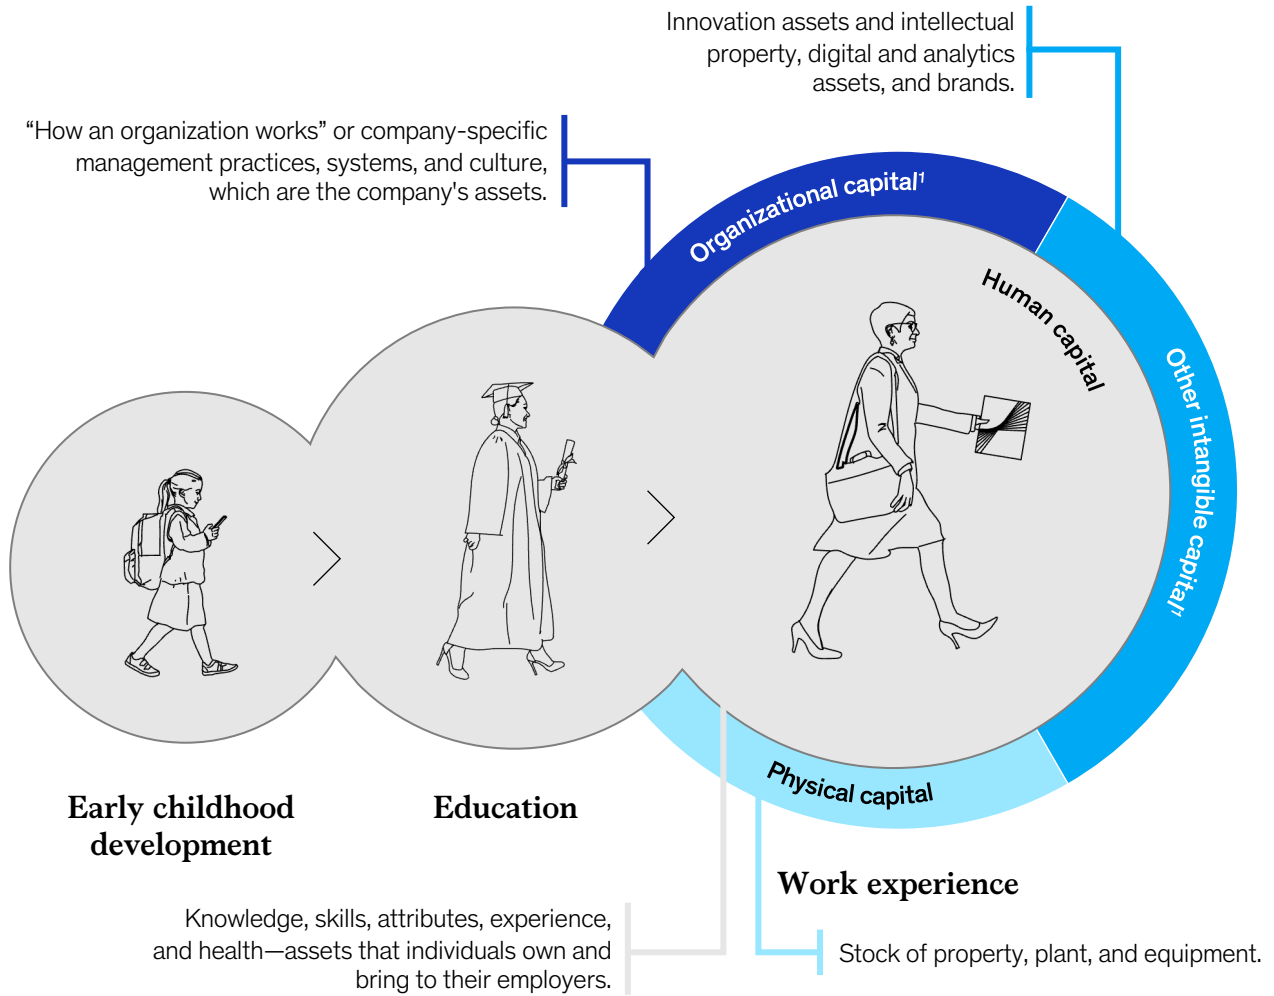 Innovation assets and intellectual
property, digital and analytics
assets, and brands.
“How an organization works” or company-specific
management practices, systems, and culture,
which are the company's assets.
Organizational capital¹
Human capital
Other intangible capital¹
Physical capital
Early childhood
development
Education
Work experience
Knowledge, skills, attributes, experience,
and health—assets that individuals own and
bring to their employers.
Stock of property, plant, and equipment.